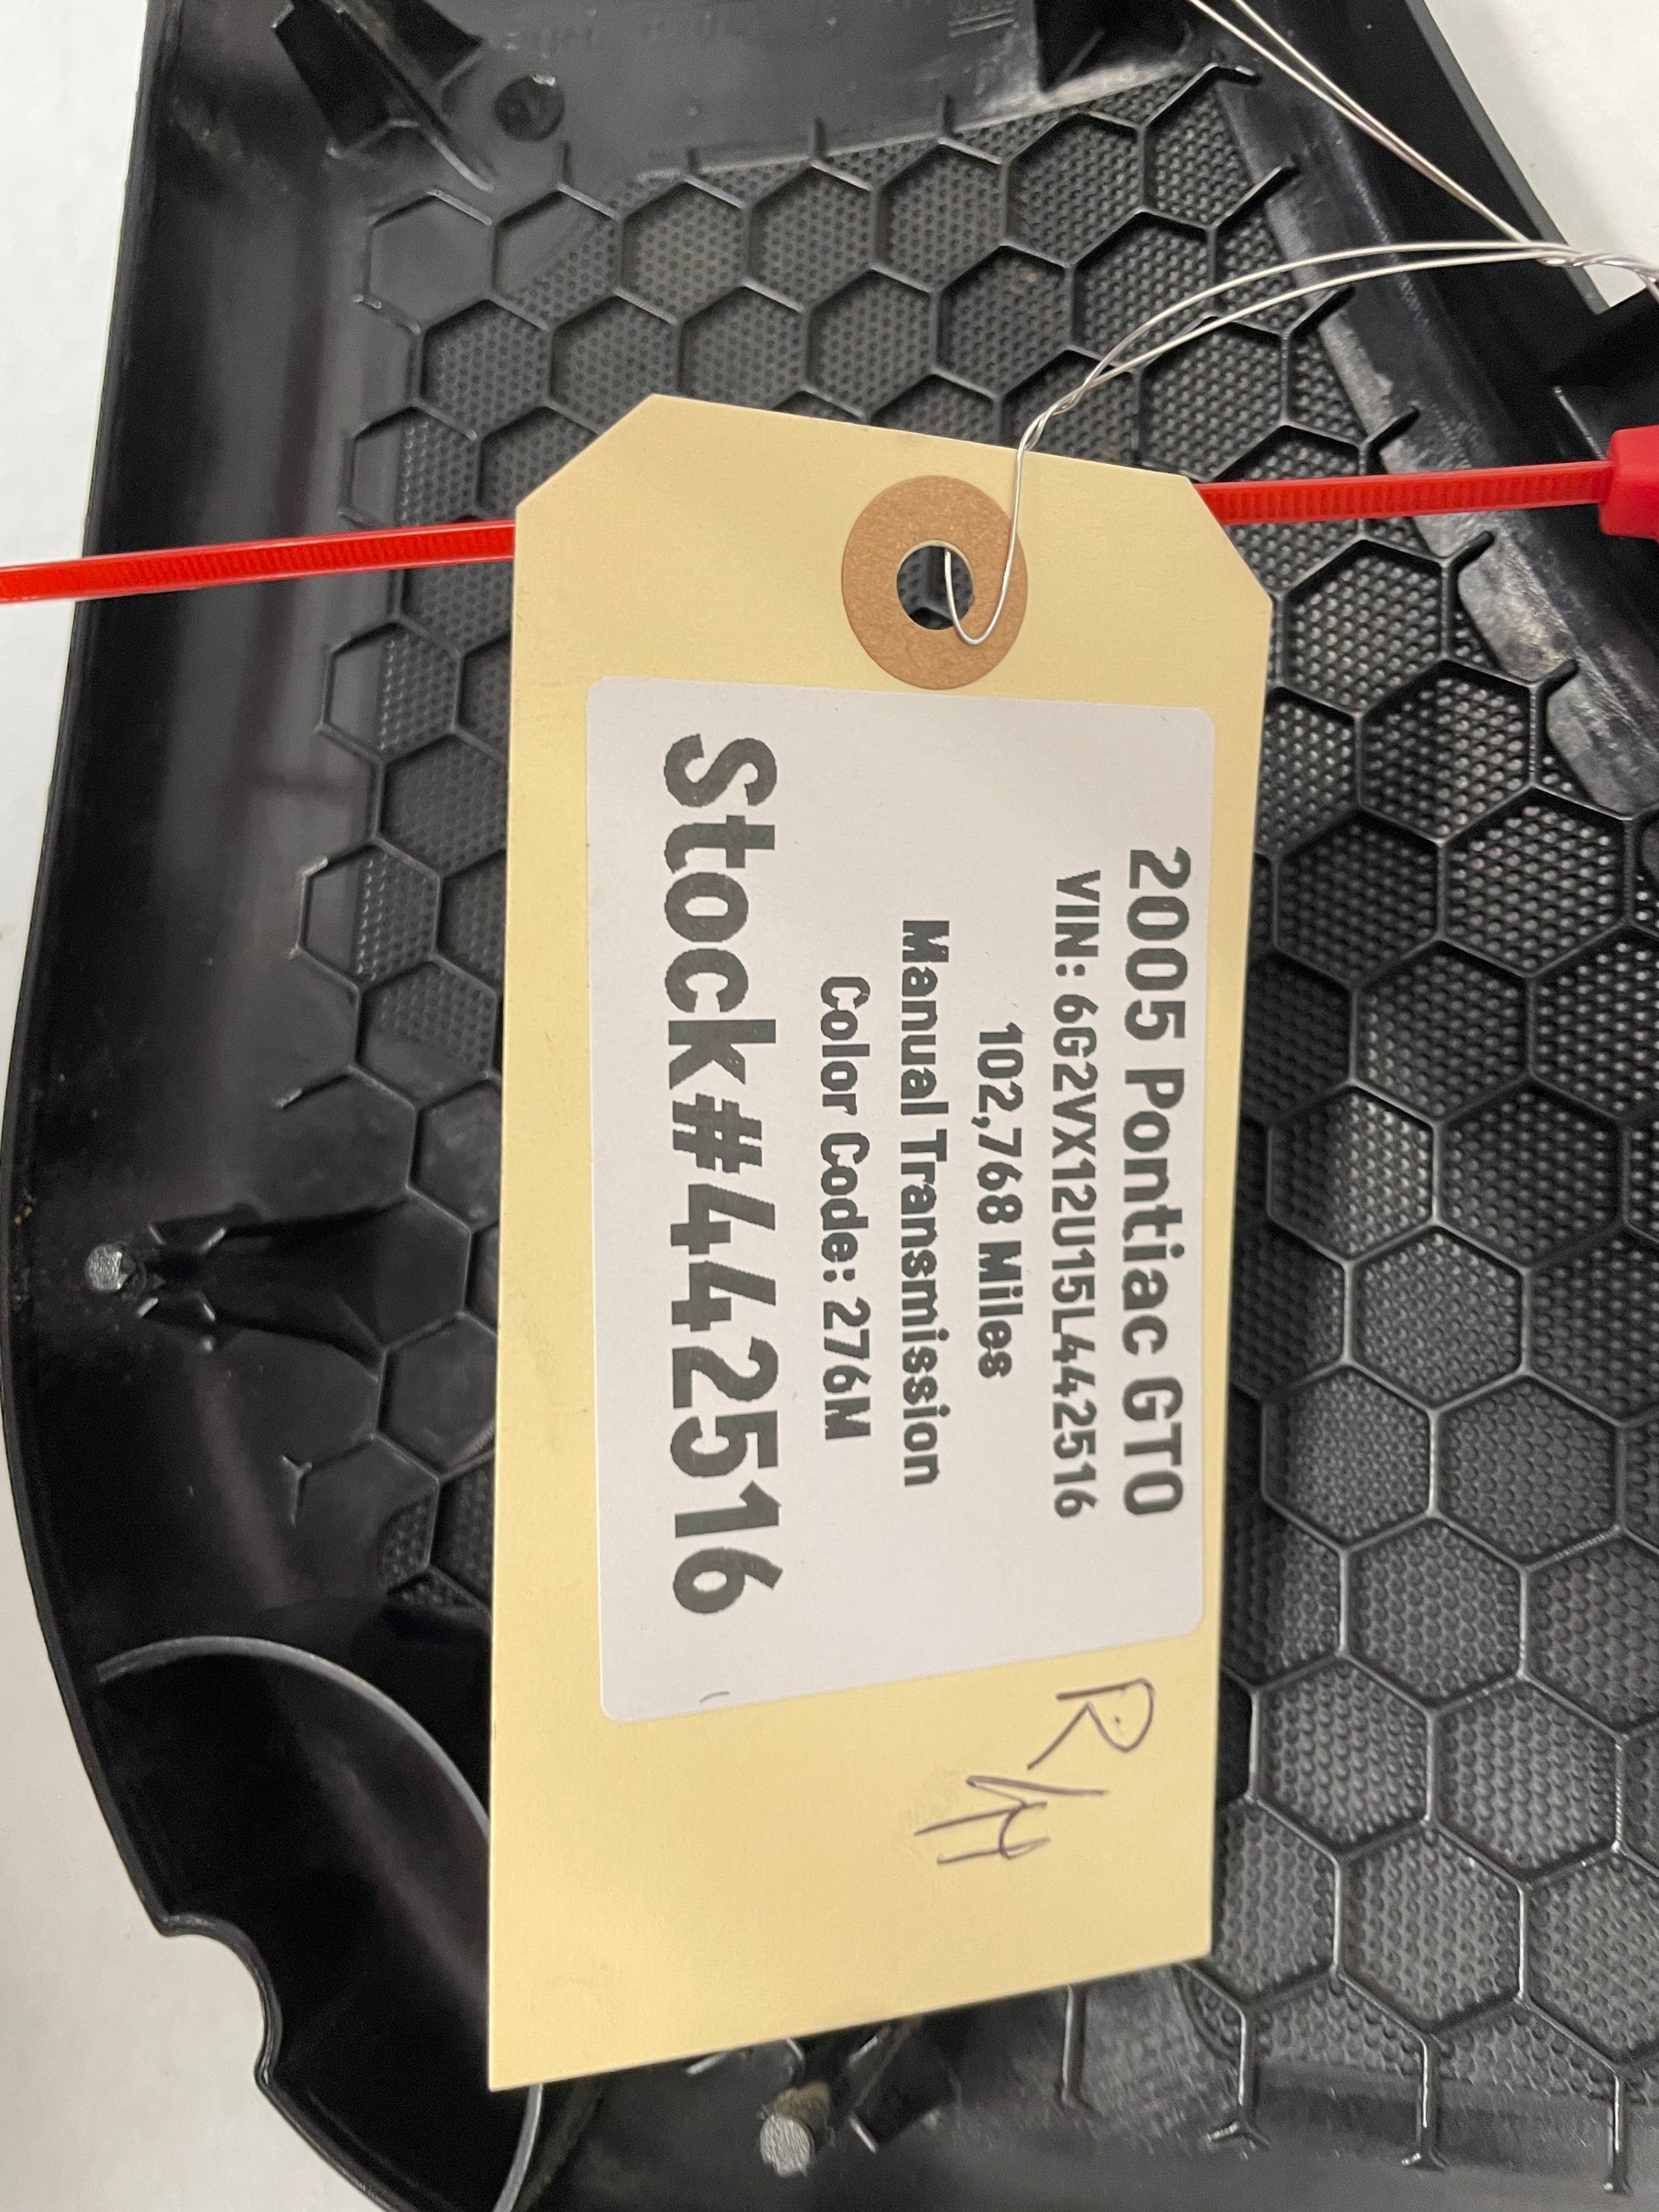 2005 Pontiac GTO
VIN: 6G2VX12U15L442516
102,768 Miles
Manual Transmission
Color Code: 276M
Stock#442516
R/H